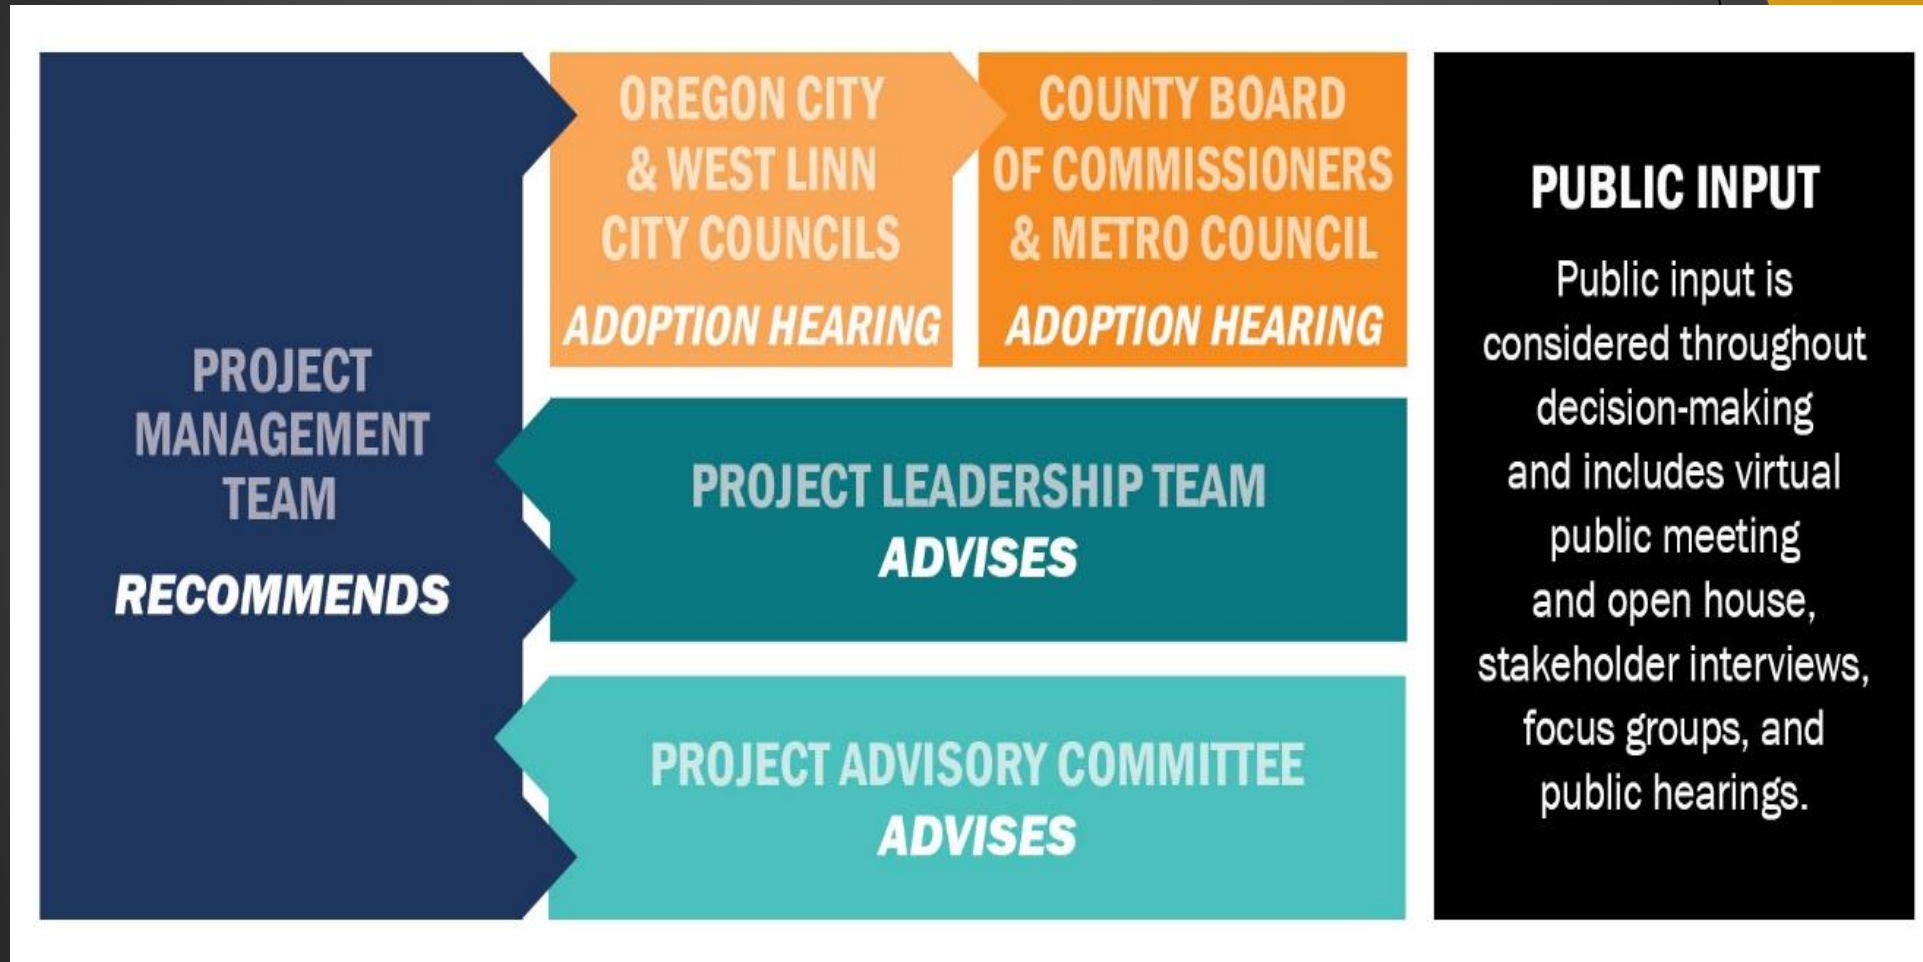 PROJECT
MANAGEMENT
TEAM
RECOMMENDS
OREGON CITY
& WEST LINN
CITY COUNCILS
ADOPTION HEARING
COUNTY BOARD
OF COMMISSIONERS
& METRO COUNCIL
ADOPTION HEARING
PROJECT LEADERSHIP TEAM
ADVISES
PROJECT ADVISORY COMMITTEE
ADVISES
PUBLIC INPUT
Public input is
considered throughout
decision-making
and includes virtual
public meeting
and open house,
stakeholder interviews,
focus groups, and
public hearings.